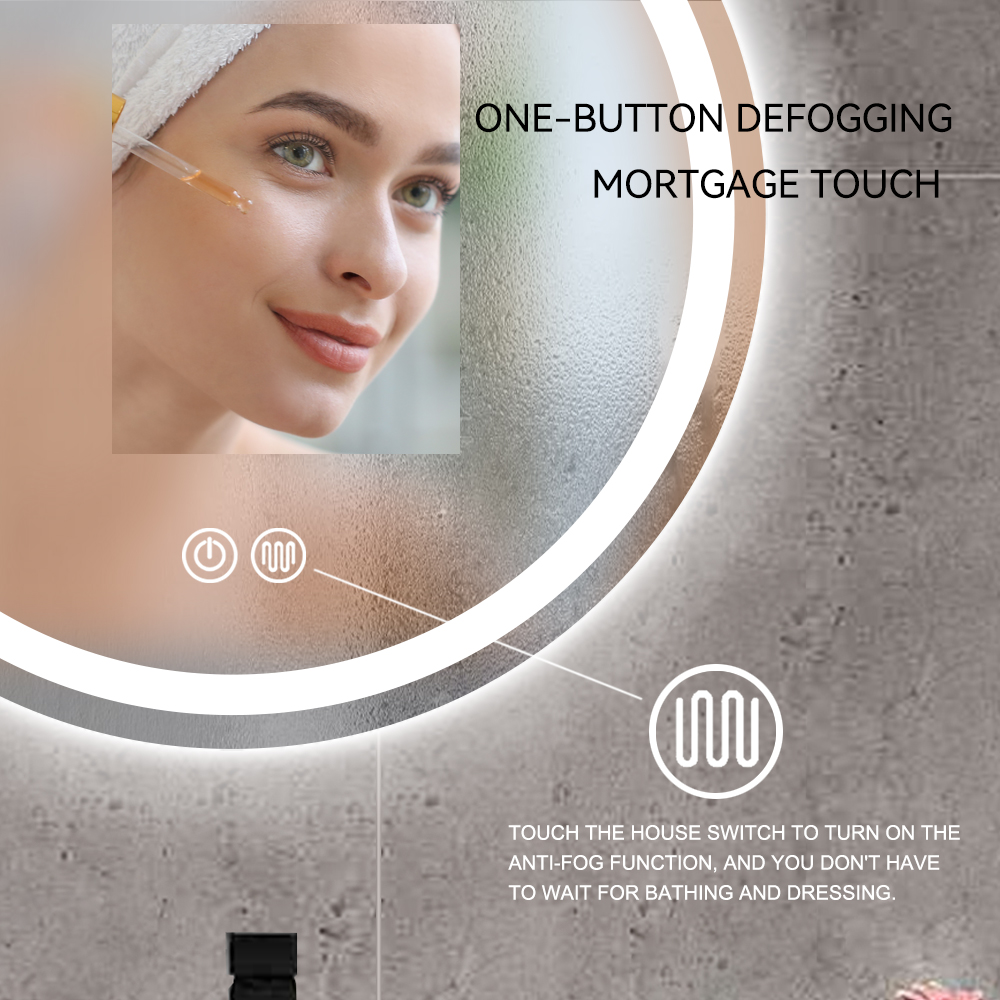 ONE-BUTTON DEFOGGING
MORTGAGE TOUCH
TOUCH THE HOUSE SWITCH TO TURN ON THE
ANTI-FOG FUNCTION, AND YOU DON'T HAVE
TO WAIT FOR BATHING AND DRESSING.